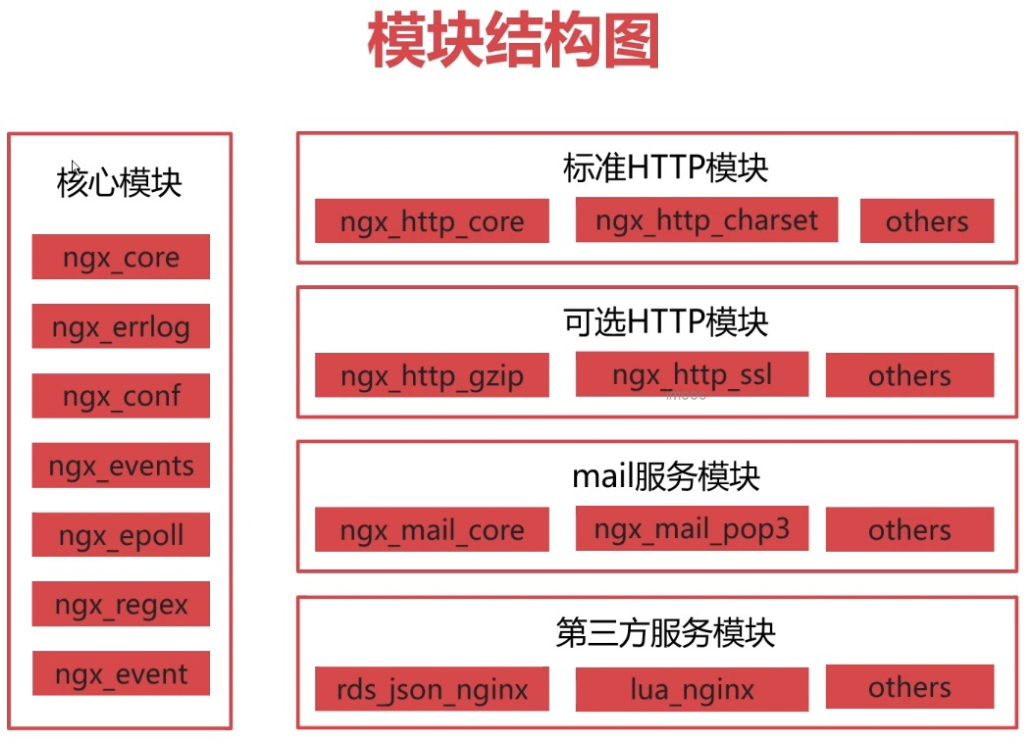 模块结构图
核心模块
ngx_core
ngx_errlog
ngx_conf
ngx_events
ngx_epoll
ngx_regex
ngx_event
标准HTTP模块
ngx_http_core ngx_http_charset others
可选HTTP模块
ngx_http_gzip ngx_http_ssl others
mail服务模块
ngx_mail_core ngx_mail_pop3 others
第三方服务模块
rds_json_nginx lua_nginx others